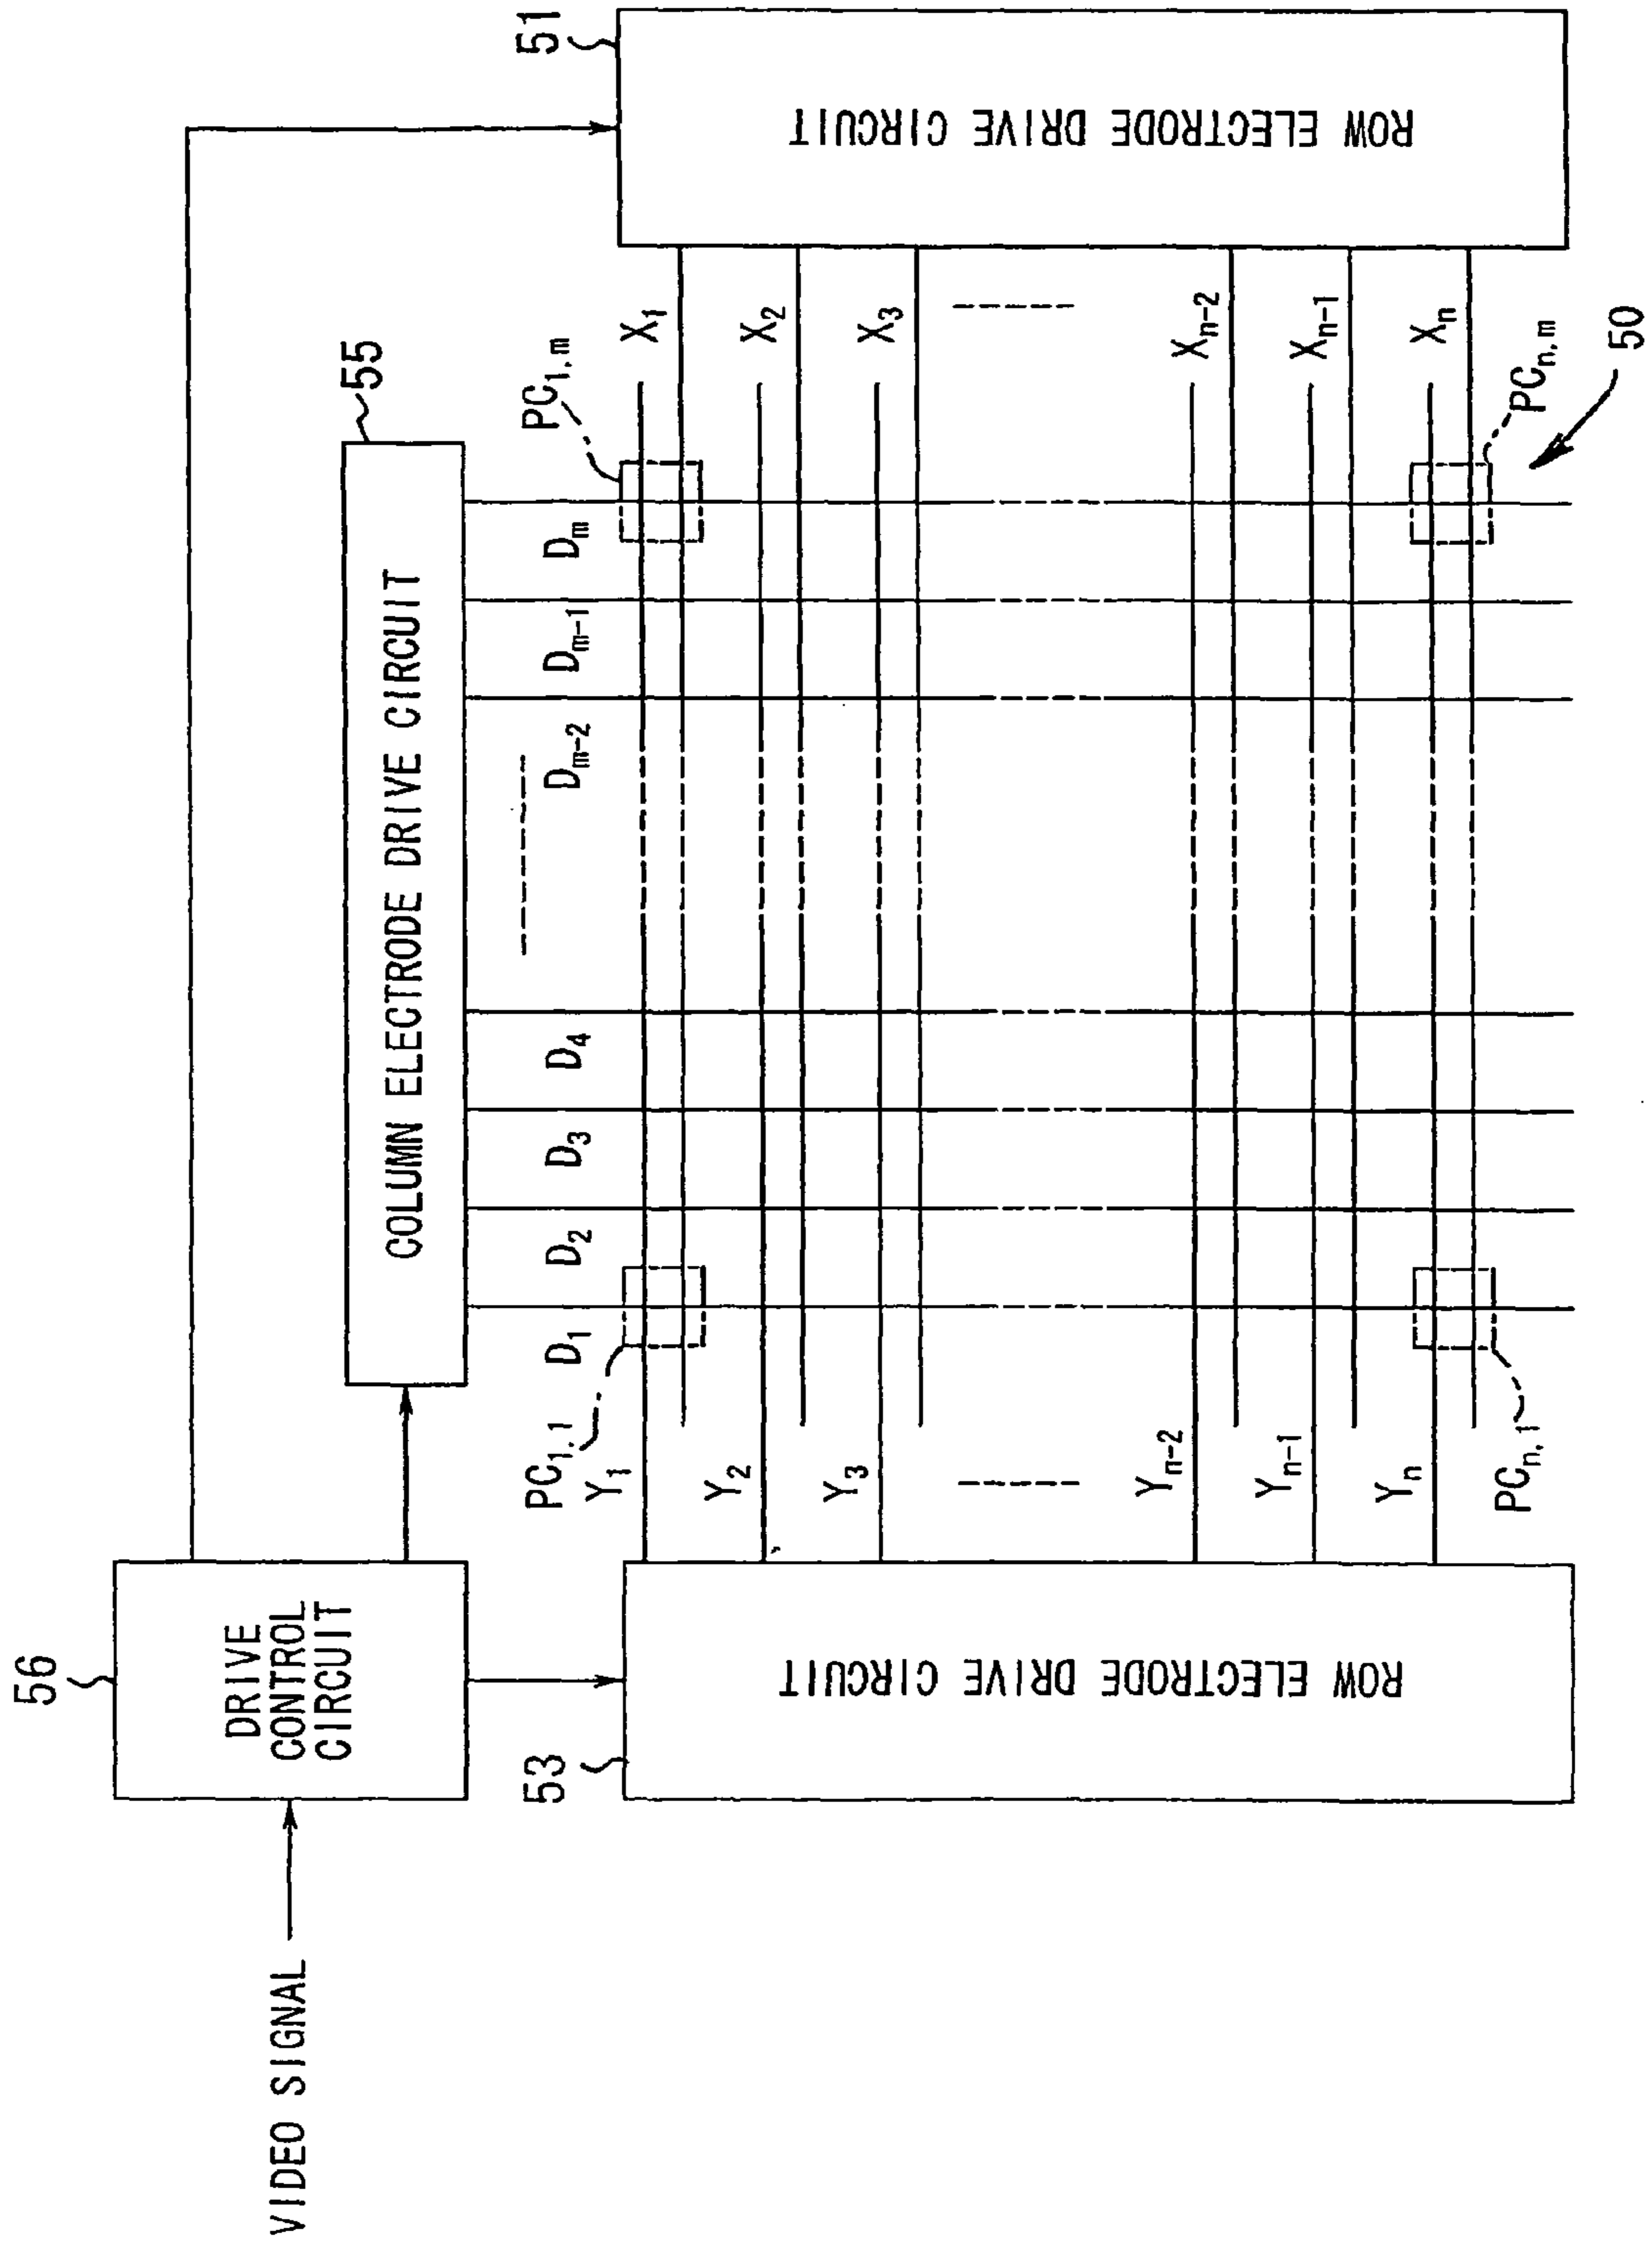 VIDEO SIGNAL
56
DRIVE
CONTROL
CIRCUIT
55
COLUMN ELECTRODE DRIVE CIRCUIT
53
ROW ELECTRODE DRIVE CIRCUIT
51
ROW ELECTRODE DRIVE CIRCUIT
D1 D2 D3 D4 Dm-2 Dm-1 Dm
PC1,1
PC1,m
Y1
Y2
Y3
Yn-2
Yn-1
Yn
X1
X2
X3
Xn-2
Xn-1
Xn
PCn,1
PCn,m
50